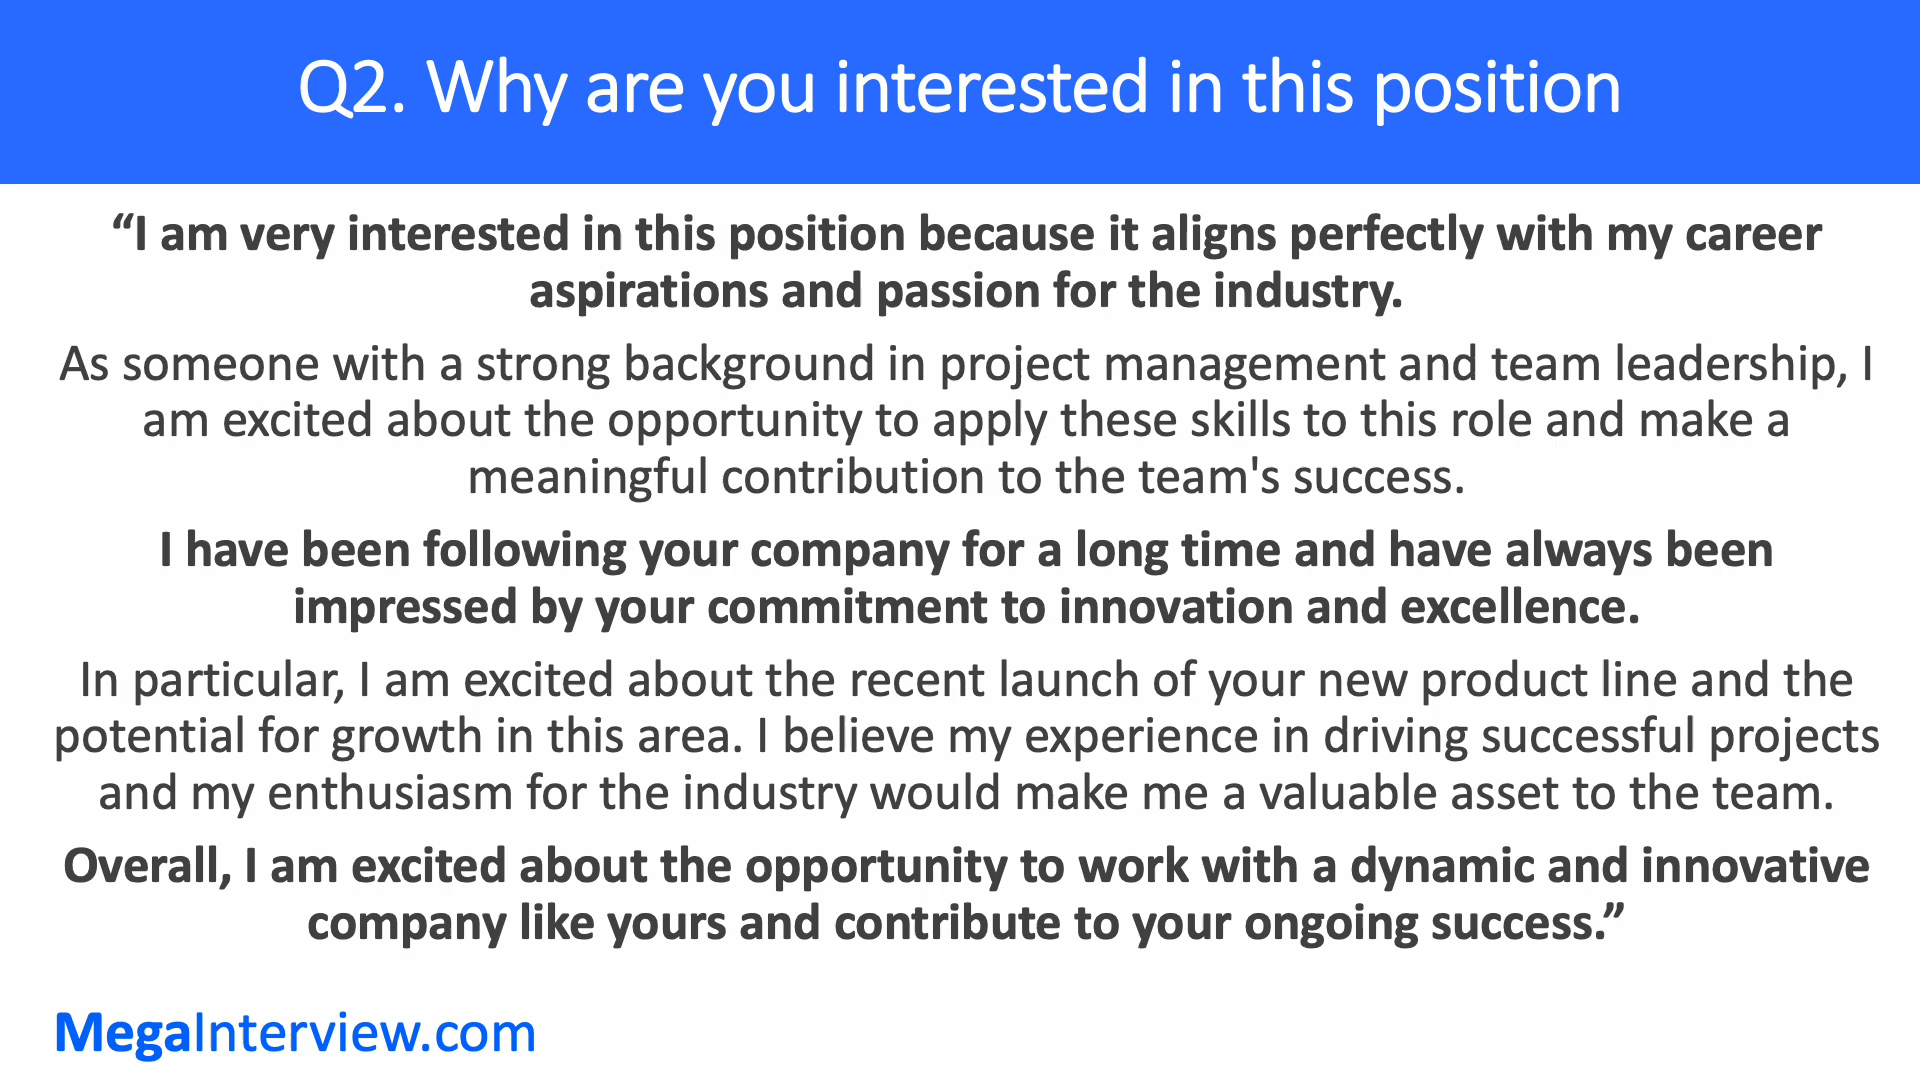 Q2. Why are you interested in this position
“I am very interested in this position because it aligns perfectly with my career
aspirations and passion for the industry.
As someone with a strong background in project management and team leadership, I
am excited about the opportunity to apply these skills to this role and make a
meaningful contribution to the team's success.
I have been following your company for a long time and have always been
impressed by your commitment to innovation and excellence.
In particular, I am excited about the recent launch of your new product line and the
potential for growth in this area. I believe my experience in driving successful projects
and my enthusiasm for the industry would make me a valuable asset to the team.
Overall, I am excited about the opportunity to work with a dynamic and innovative
company like yours and contribute to your ongoing success.”
MegaInterview.com